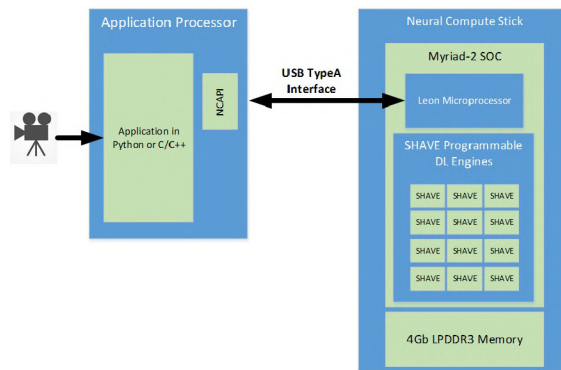 Application Processor
Application in
Python or C/C++
NCAPI
USB TypeA
Interface
Neural Compute Stick
Myriad-2 SOC
Leon Microprocessor
SHAVE Programmable
DL Engines
SHAVE SHAVE SHAVE
SHAVE SHAVE SHAVE
SHAVE SHAVE SHAVE
SHAVE SHAVE SHAVE
4Gb LPDDR3 Memory